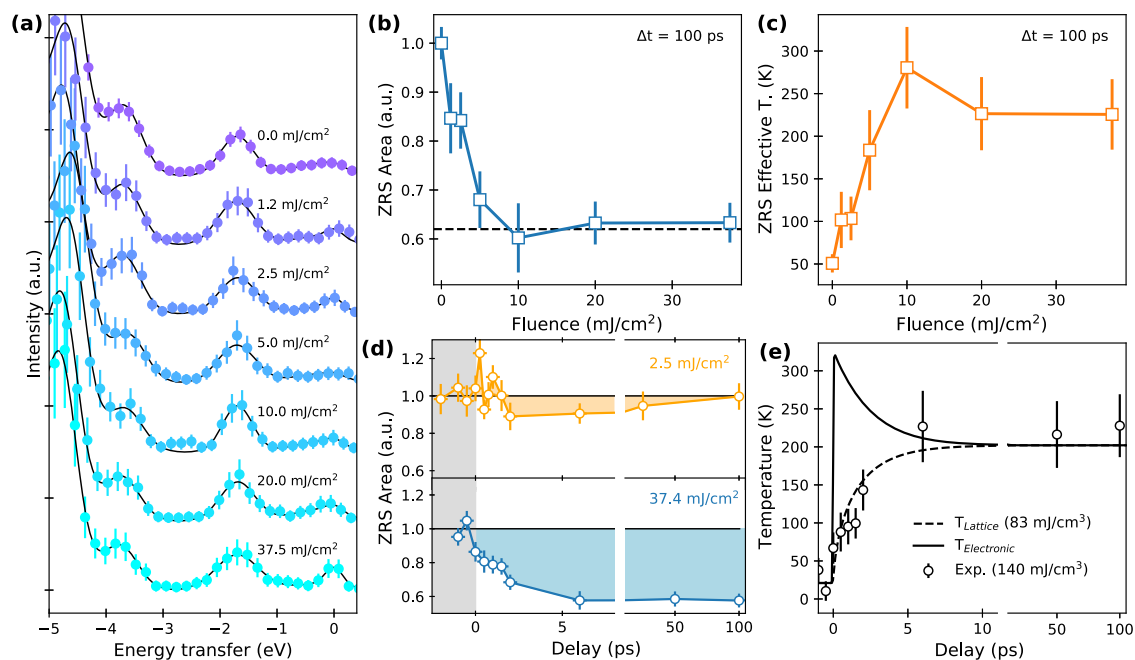 (a)
0.0 mJ/cm²
1.2 mJ/cm²
2.5 mJ/cm²
5.0 mJ/cm²
10.0 mJ/cm²
20.0 mJ/cm²
37.5 mJ/cm²
Intensity (a.u.)
−5 −4 −3 −2 −1 0
Energy transfer (eV)
(b)
Δt = 100 ps
ZRS Area (a.u.)
1.0
0.9
0.8
0.7
0.6
0 10 20 30
Fluence (mJ/cm²)
(c)
Δt = 100 ps
ZRS Effective T. (K)
300
250
200
150
100
50
0 10 20 30
Fluence (mJ/cm²)
(d)
2.5 mJ/cm²
1.2
1.0
0.8
0.6
37.4 mJ/cm²
1.2
1.0
0.8
0.6
ZRS Area (a.u.)
0 5 50 100
Delay (ps)
(e)
Temperature (K)
300
250
200
150
100
50
0
T_Lattice (83 mJ/cm³)
T_Electronic
Exp. (140 mJ/cm³)
0 5 50 100
Delay (ps)